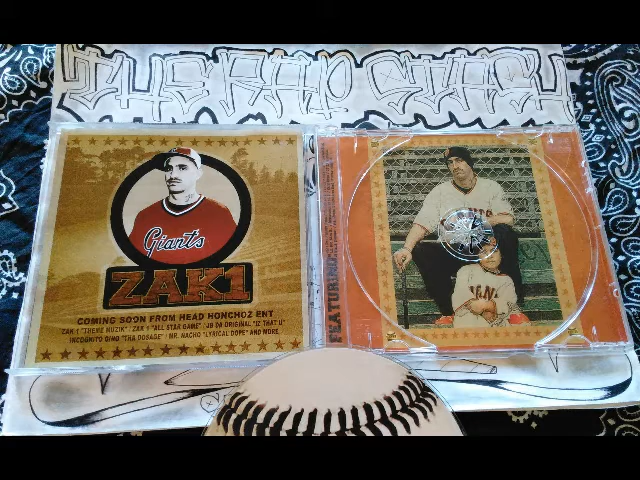 THE RAP STASH
Giants
ZAK1
COMING SOON FROM HEAD HONCHOZ ENT
ZAK 1 "THEME MUZIK" / ZAK 1 "ALL STAR GAME" / JB DA ORIGINAL "IZ THAT U"
INCOGNITO DINO "THA DOSAGE" / MR. NACHO "LYRICAL DOPE" AND MORE
FEATURING